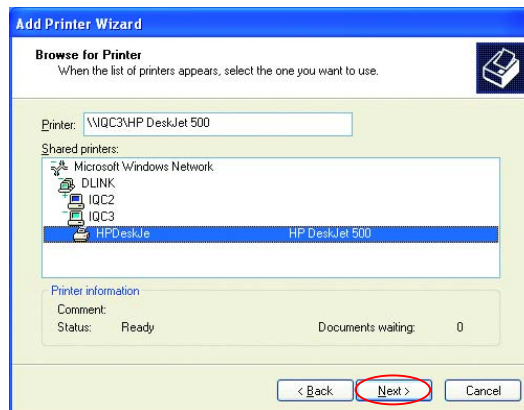 Add Printer Wizard
Browse for Printer
When the list of printers appears, select the one you want to use.
Printer: \\IQC3\HP DeskJet 500
Shared printers:
Microsoft Windows Network
DLINK
IQC2
IQC3
HPDeskJe HP DeskJet 500
Printer information
Comment:
Status: Ready Documents waiting: 0
< Back Next > Cancel